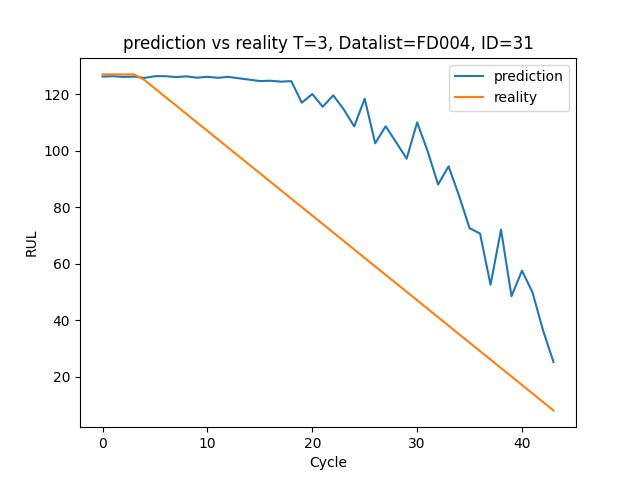 prediction vs reality T=3, Datalist=FD004, ID=31
prediction
reality
RUL
120
100
80
60
40
20
0 10 20 30 40
Cycle